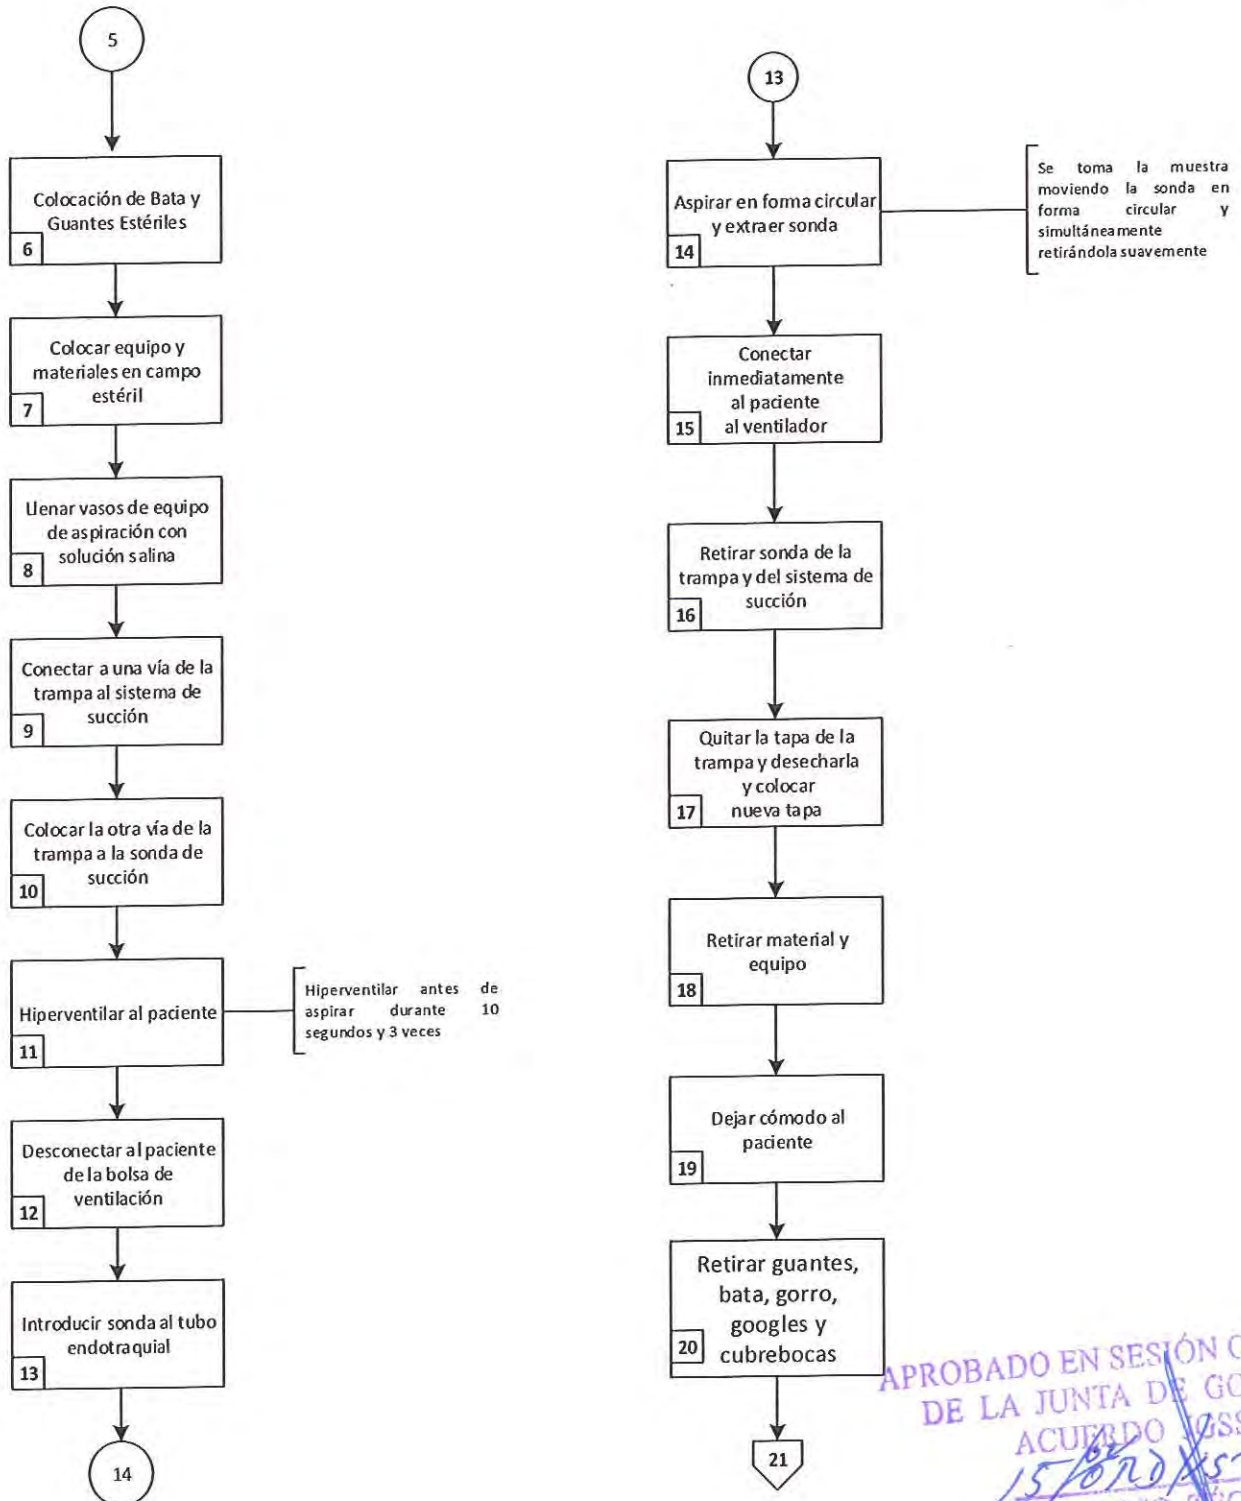 5
Colocación de Bata y
Guantes Estériles
6
Colocar equipo y
materiales en campo
estéril
7
Llenar vasos de equipo
de aspiración con
solución salina
8
Conectar a una vía de la
trampa al sistema de
succión
9
Colocar la otra vía de la
trampa a la sonda de
succión
10
Hiperventilar al paciente
11
Hiperventilar antes de
aspirar durante 10
segundos y 3 veces
Desconectar al paciente
de la bolsa de
ventilación
12
Introducir sonda al tubo
endotraquial
13
14
13
Aspirar en forma circular
y extraer sonda
14
Se toma la muestra
moviendo la sonda en
forma circular y
simultáneamente
retirándola suavemente
Conectar
inmediatamente
al paciente
al ventilador
15
Retirar sonda de la
trampa y del sistema de
succión
16
Quitar la tapa de la
trampa y desecharla
y colocar
nueva tapa
17
Retirar material y
equipo
18
Dejar cómodo al
paciente
19
Retirar guantes,
bata, gorro,
googles y
cubrebocas
20
21
APROBADO EN SESIÓN
DE LA JUNTA DE
ACUERDO